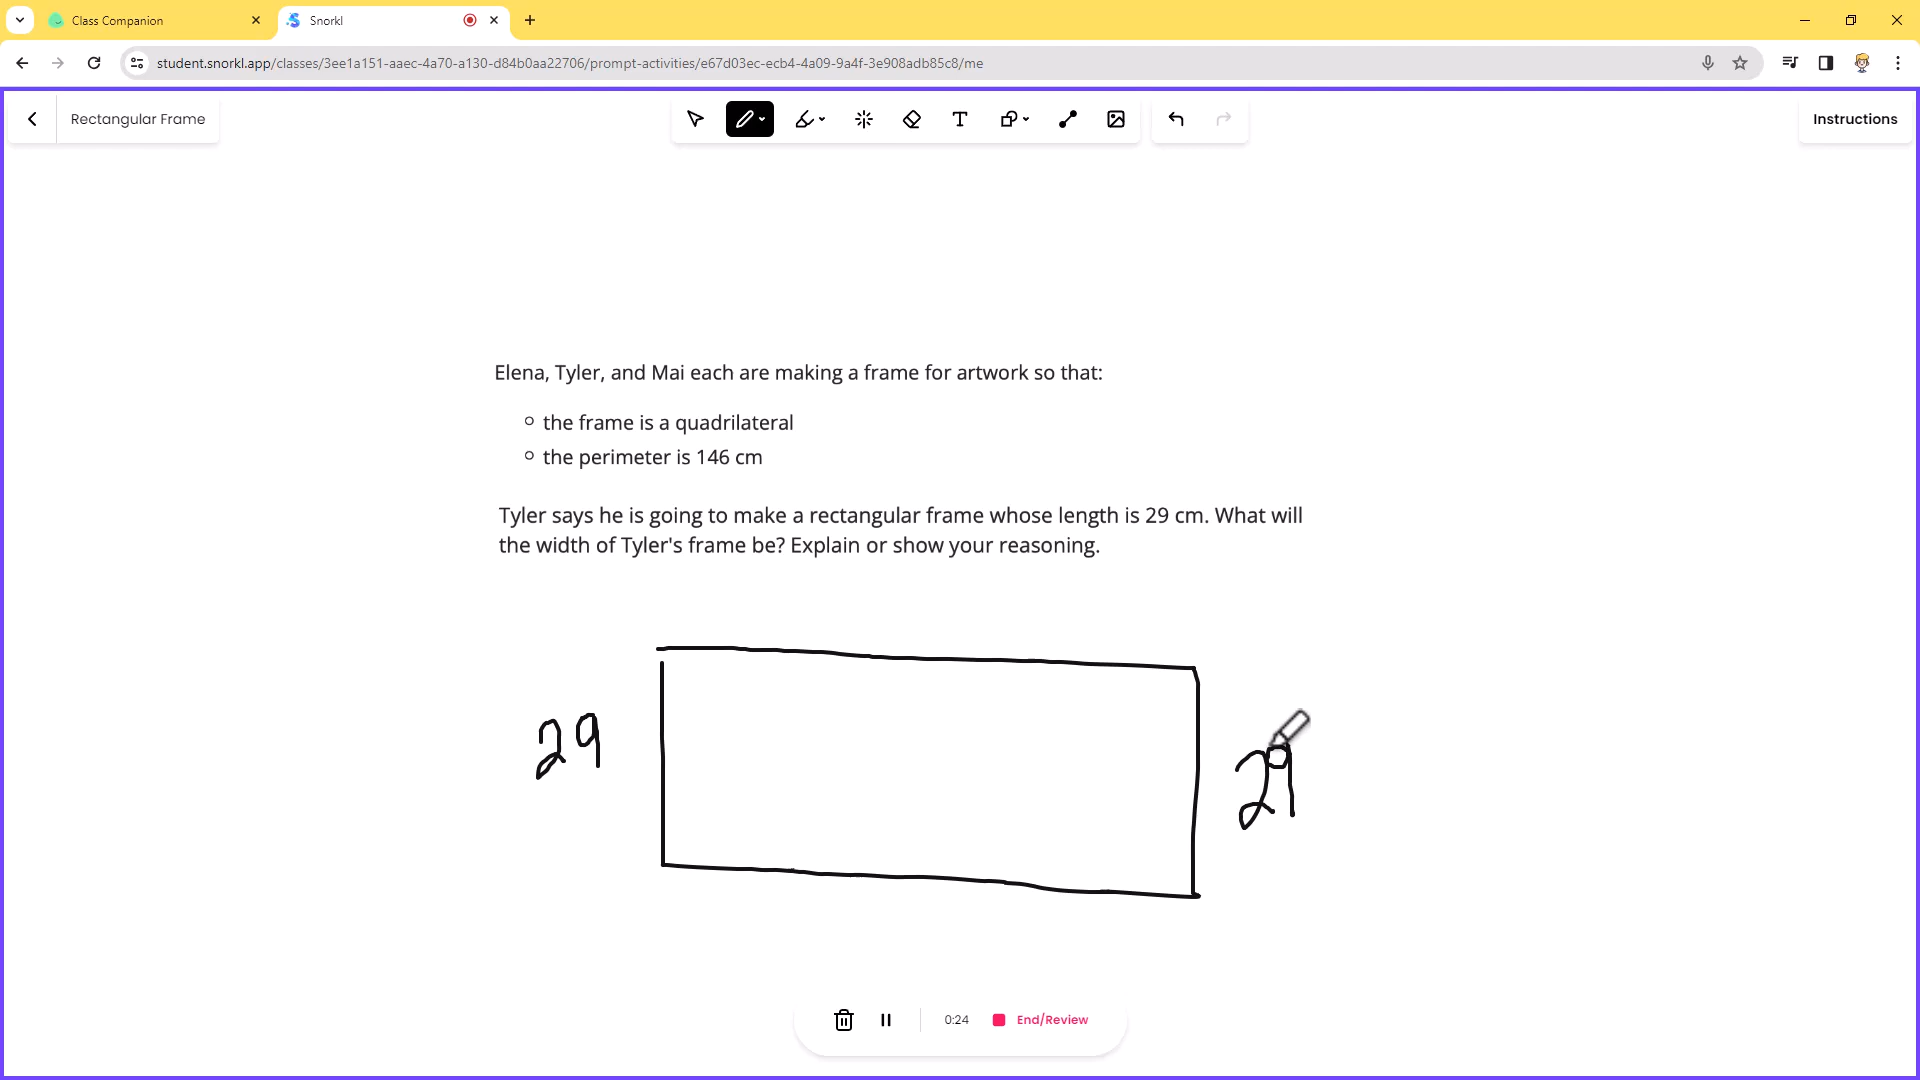 Class Companion
Snorkl
student.snorkl.app/classes/3ee1a151-aaec-4a70-a130-d84b0aa22706/prompt-activities/e67d03ec-ecb4-4a09-9a4f-3e908adb85c8/me
Rectangular Frame
Instructions
Elena, Tyler, and Mai each are making a frame for artwork so that:
the frame is a quadrilateral
the perimeter is 146 cm
Tyler says he is going to make a rectangular frame whose length is 29 cm. What will
the width of Tyler's frame be? Explain or show your reasoning.
29
29
0:24
End/Review